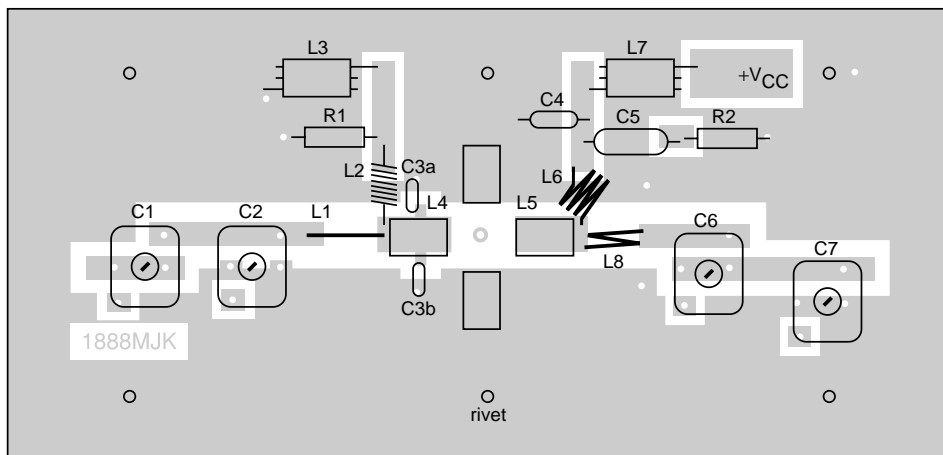 L3
L7
+VCC
C4
C5
R2
R1
L2
C3a
L6
L4
L5
C1
C2
L1
C6
C7
L8
C3b
1888MJK
rivet